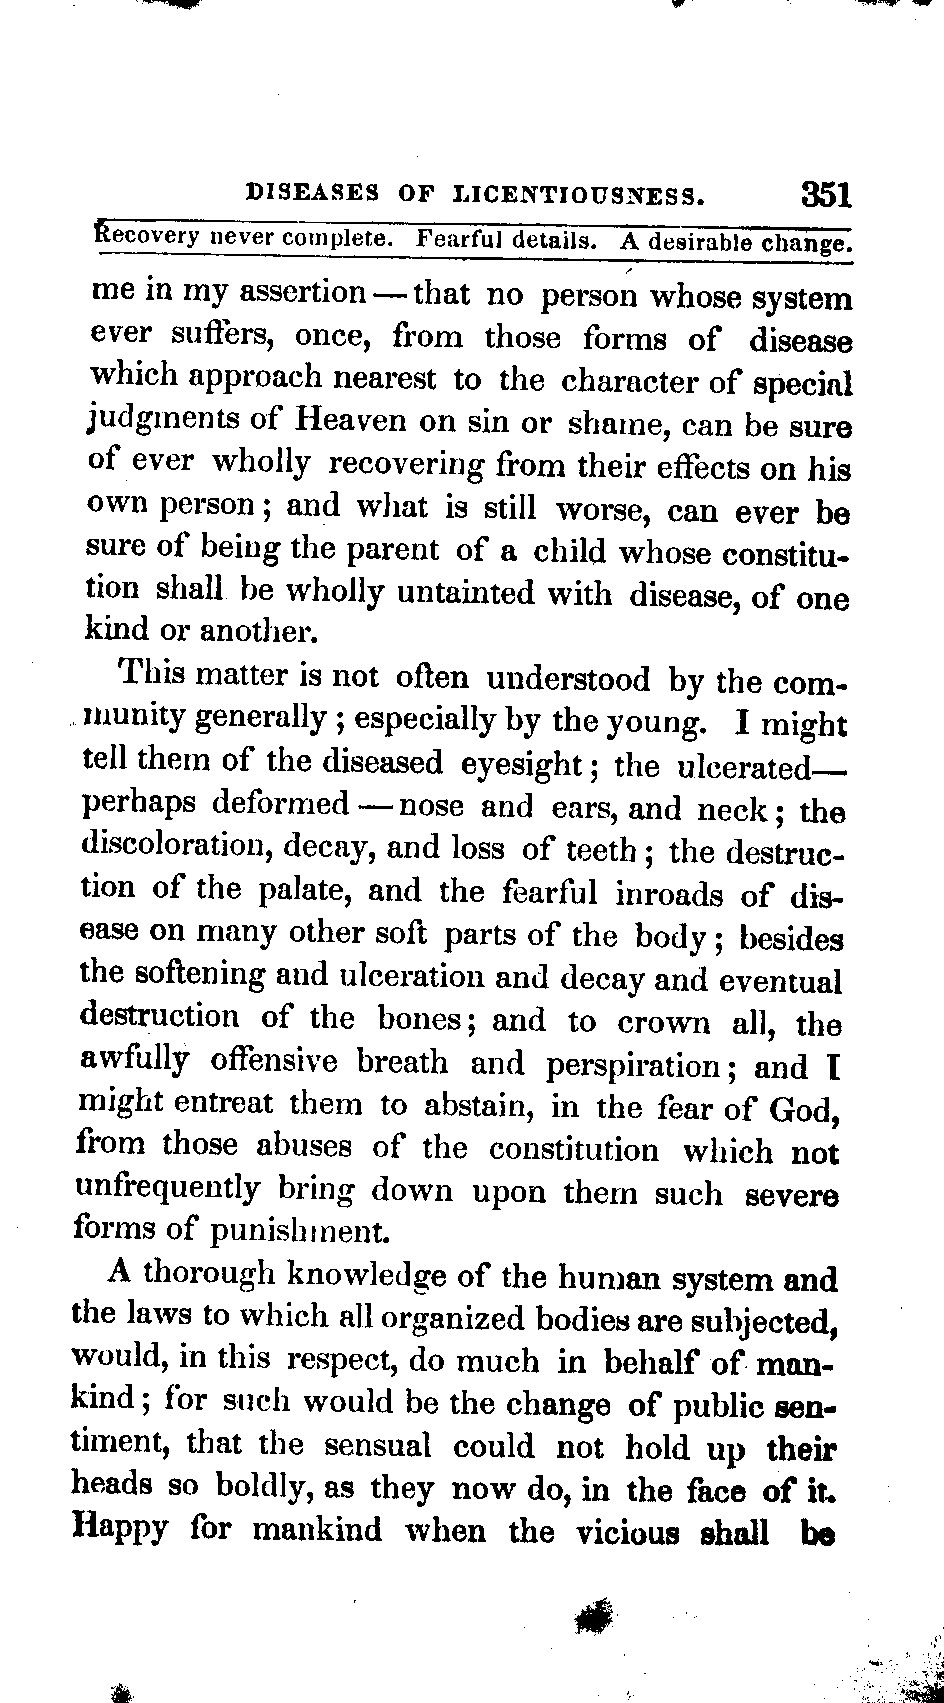 DISEASES OF LICENTIOUSNESS. 351
Recovery never complete. Fearful details. A desirable change.
me in my assertion — that no person whose system
ever suffers, once, from those forms of disease
which approach nearest to the character of special
judgments of Heaven on sin or shame, can be sure
of ever wholly recovering from their effects on his
own person ; and what is still worse, can ever be
sure of being the parent of a child whose constitu-
tion shall be wholly untainted with disease, of one
kind or another.
This matter is not often understood by the com-
munity generally ; especially by the young. I might
tell them of the diseased eyesight ; the ulcerated—
perhaps deformed — nose and ears, and neck ; the
discoloration, decay, and loss of teeth ; the destruc-
tion of the palate, and the fearful inroads of dis-
ease on many other soft parts of the body ; besides
the softening and ulceration and decay and eventual
destruction of the bones ; and to crown all, the
awfully offensive breath and perspiration ; and I
might entreat them to abstain, in the fear of God,
from those abuses of the constitution which not
unfrequently bring down upon them such severe
forms of punishment.
A thorough knowledge of the human system and
the laws to which all organized bodies are subjected,
would, in this respect, do much in behalf of man-
kind ; for such would be the change of public sen-
timent, that the sensual could not hold up their
heads so boldly, as they now do, in the face of it.
Happy for mankind when the vicious shall be